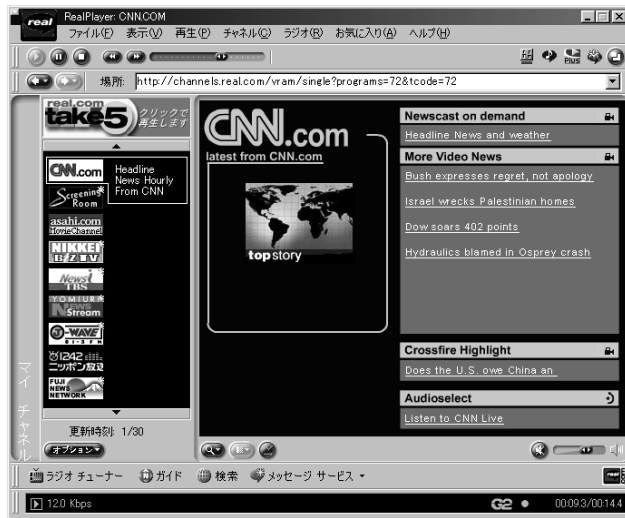 real
RealPlayer: CNN.COM
ファイル(F) 表示(V) 再生(P) チャネル(C) ラジオ(R) お気に入り(A) ヘルプ(H)
場所: http://channels.real.com/vram/single?programs=72&tcode=72
real.com
take5
クリックで
再生します
CNN.com
Headline
News Hourly
From CNN
Screening
Room
asahi.com
MovieChannel
NIKKEI
BIZTV
News i
TBS
YOMIURI
NEWS
Stream
J-WAVE
81.3FM
1242
ニッポン放送
FUJI
NEWS
NETWORK
マイ チャネル
更新時刻: 1/30
オプション
CNN.com
latest from CNN.com
top story
Newscast on demand
Headline News and weather
More Video News
Bush expresses regret, not apology
Israel wrecks Palestinian homes
Dow soars 402 points
Hydraulics blamed in Osprey crash
Crossfire Highlight
Does the U.S. owe China an
Audioselect
Listen to CNN Live
ラジオ チューナー ガイド 検索 メッセージ サービス
12.0 Kbps
G2
00:09.3/00:14.4